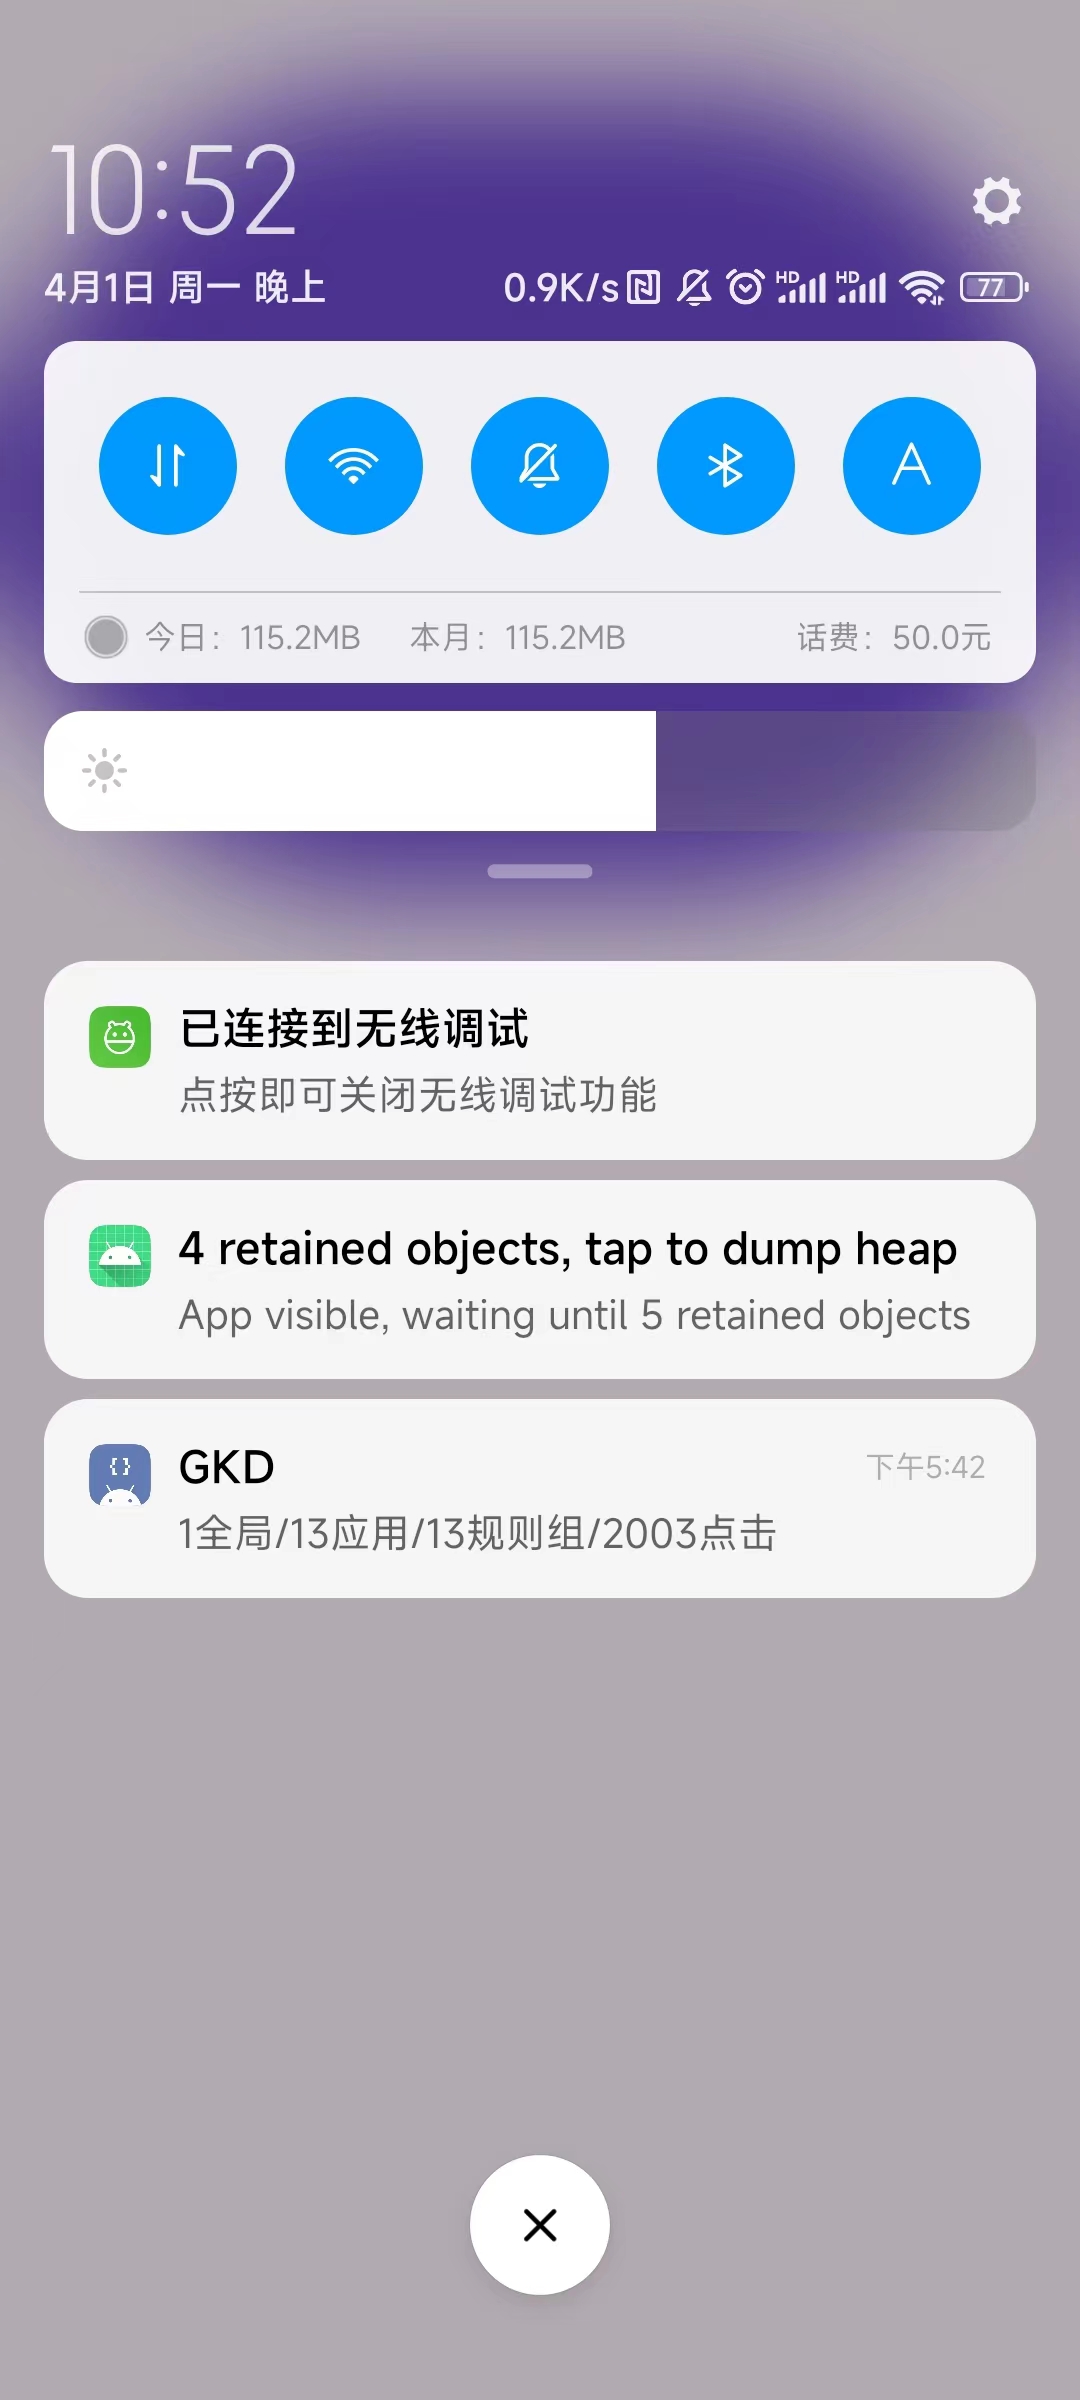 10:52
4月1日 周一 晚上
0.9K/s HD HD 77
A
今日：115.2MB 本月：115.2MB 话费：50.0元
已连接到无线调试
点按即可关闭无线调试功能
4 retained objects, tap to dump heap
App visible, waiting until 5 retained objects
GKD 下午5:42
1全局/13应用/13规则组/2003点击